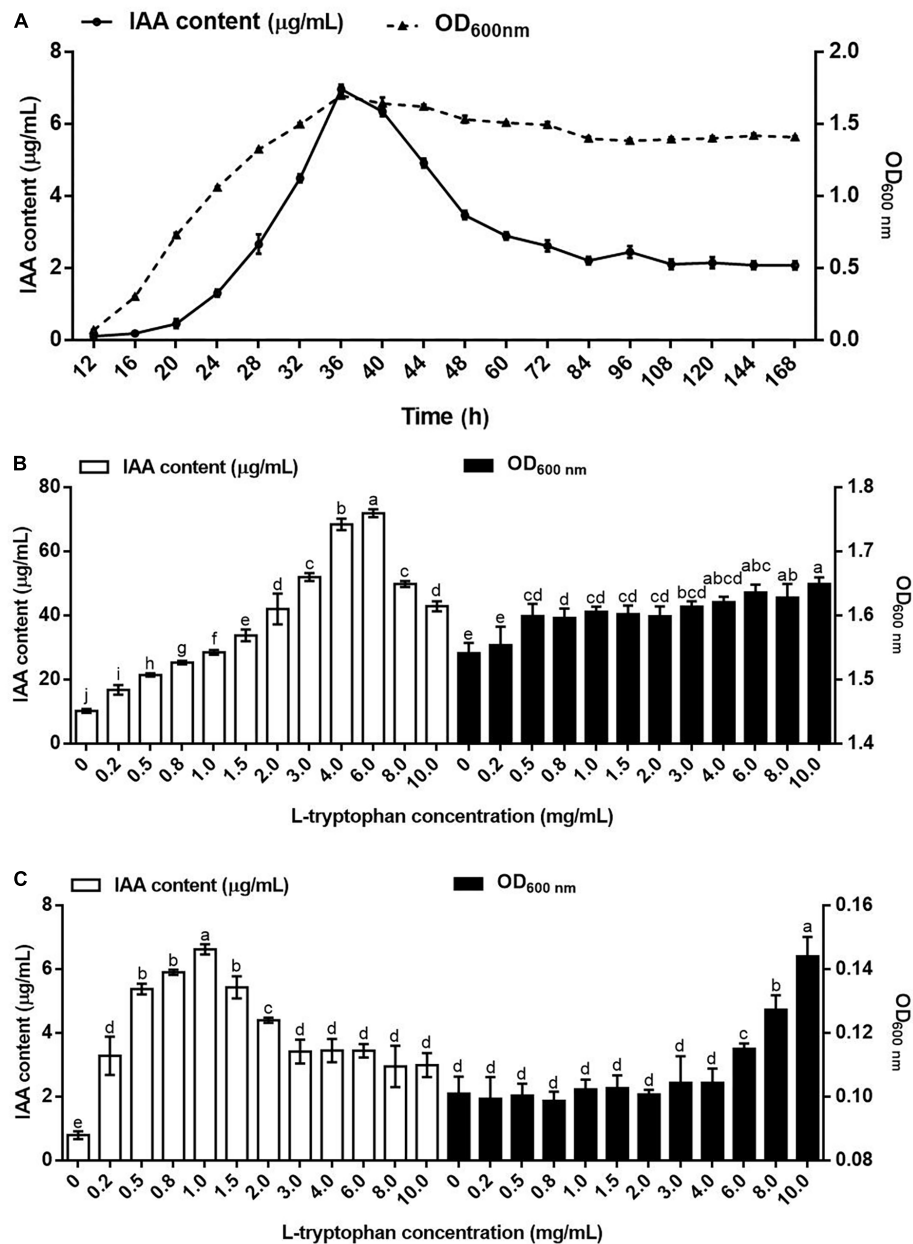 A
IAA content (μg/mL)
OD600nm
8
6
4
2
0
2.0
1.5
1.0
0.5
0.0
IAA content (μg/mL)
OD600 nm
12 16 20 24 28 32 36 40 44 48 60 72 84 96 108 120 144 168
Time (h)
B
IAA content (μg/mL)
OD600 nm
80
60
40
20
0
1.8
1.7
1.6
1.5
1.4
IAA content (μg/mL)
OD600 nm
j i h g f e d c b a c d
e e cd d cd cd cd bcd abcd abc ab a
0 0.2 0.5 0.8 1.0 1.5 2.0 3.0 4.0 6.0 8.0 10.0 0 0.2 0.5 0.8 1.0 1.5 2.0 3.0 4.0 6.0 8.0 10.0
L-tryptophan concentration (mg/mL)
C
IAA content (μg/mL)
OD600 nm
8
6
4
2
0
0.16
0.14
0.12
0.10
0.08
IAA content (μg/mL)
OD600 nm
e d b b a b c d d d d d
d d d d d d d d d c b a
0 0.2 0.5 0.8 1.0 1.5 2.0 3.0 4.0 6.0 8.0 10.0 0 0.2 0.5 0.8 1.0 1.5 2.0 3.0 4.0 6.0 8.0 10.0
L-tryptophan concentration (mg/mL)